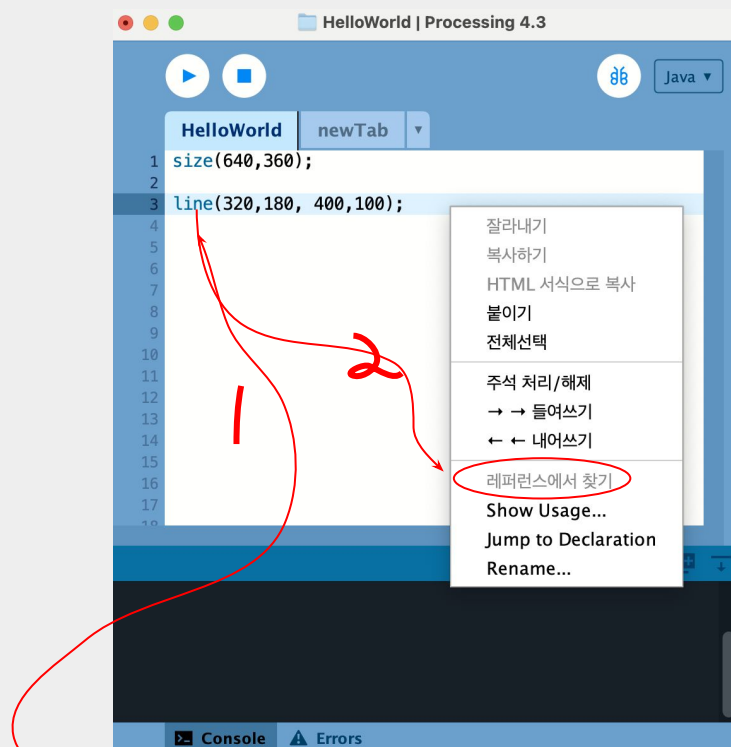 HelloWorld | Processing 4.3
Java
HelloWorld newTab
1 size(640,360);
2
3 line(320,180, 400,100);
4
5
6
7
8
9
10
11
12
13
14
15
16
17
18
잘라내기
복사하기
HTML 서식으로 복사
붙이기
전체선택
주석 처리/해제
→ → 들여쓰기
← ← 내어쓰기
레퍼런스에서 찾기
Show Usage...
Jump to Declaration
Rename...
1
2
Console Errors